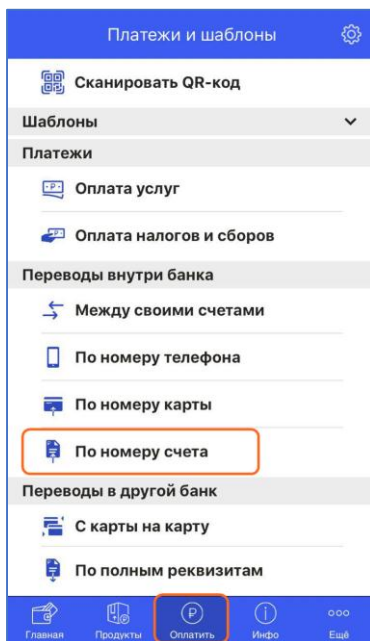 Платежи и шаблоны
Сканировать QR-код
Шаблоны
Платежи
Оплата услуг
Оплата налогов и сборов
Переводы внутри банка
Между своими счетами
По номеру телефона
По номеру карты
По номеру счета
Переводы в другой банк
С карты на карту
По полным реквизитам
Главная Продукты Оплатить Инфо Ещё